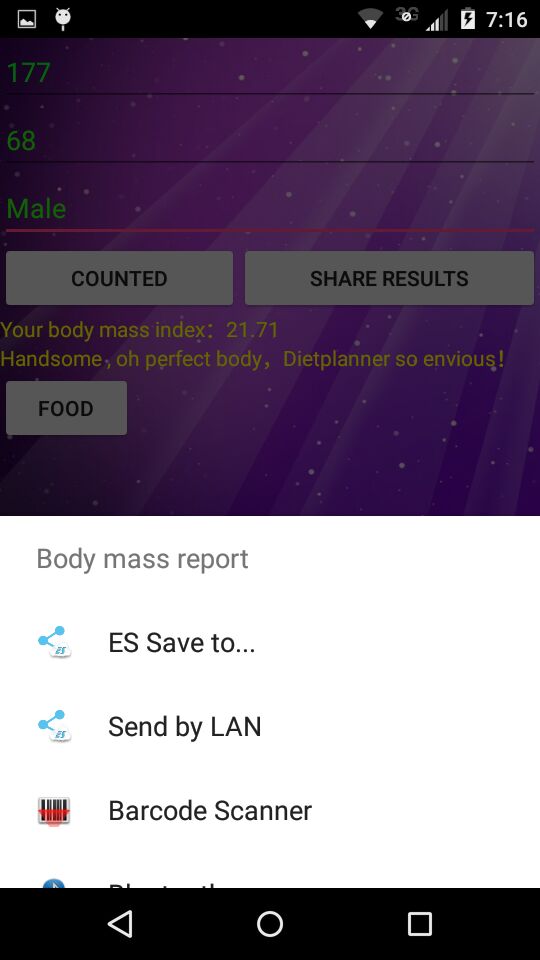 3G 7:16
177
68
Male
COUNTED SHARE RESULTS
Your body mass index：21.71
Handsome，oh perfect body，Dietplanner so envious！
FOOD
Body mass report
ES Save to...
Send by LAN
Barcode Scanner